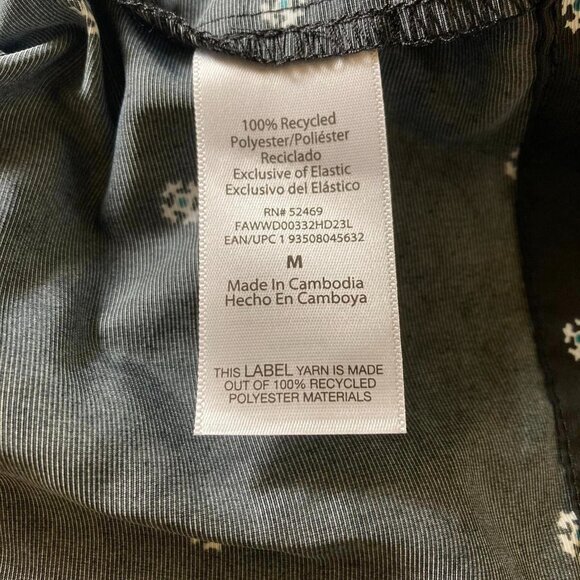 100% Recycled
Polyester/Poliéster
Reciclado
Exclusive of Elastic
Exclusivo del Elástico
RN# 52469
FAWWD00332HD23L
EAN/UPC 1 93508045632
M
Made In Cambodia
Hecho En Camboya
THIS LABEL YARN IS MADE
OUT OF 100% RECYCLED
POLYESTER MATERIALS